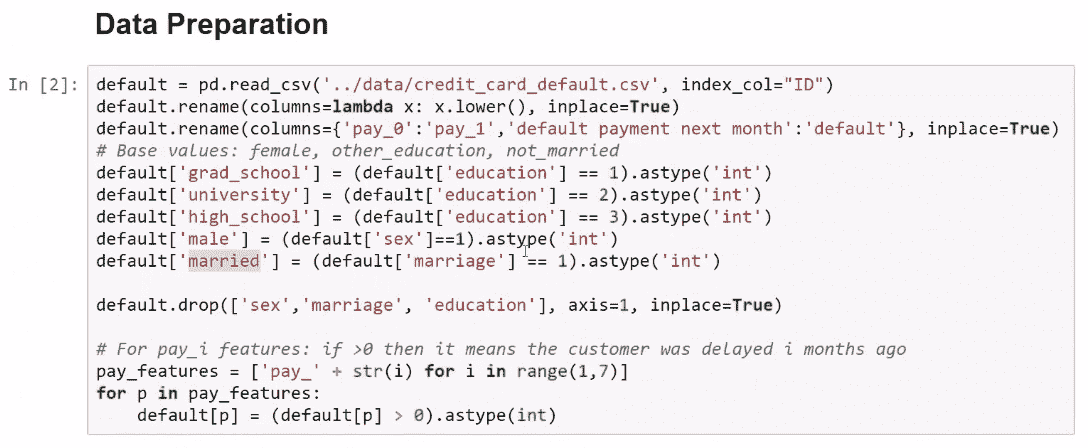 Data Preparation
In [2]:
default = pd.read_csv('../data/credit_card_default.csv', index_col="ID")
default.rename(columns=lambda x: x.lower(), inplace=True)
default.rename(columns={'pay_0':'pay_1','default payment next month':'default'}, inplace=True)
# Base values: female, other_education, not_married
default['grad_school'] = (default['education'] == 1).astype('int')
default['university'] = (default['education'] == 2).astype('int')
default['high_school'] = (default['education'] == 3).astype('int')
default['male'] = (default['sex']==1).astype('int')
default['married'] = (default['marriage'] == 1).astype('int')
default.drop(['sex','marriage', 'education'], axis=1, inplace=True)
# For pay_i features: if >0 then it means the customer was delayed i months ago
pay_features = ['pay_' + str(i) for i in range(1,7)]
for p in pay_features:
    default[p] = (default[p] > 0).astype(int)